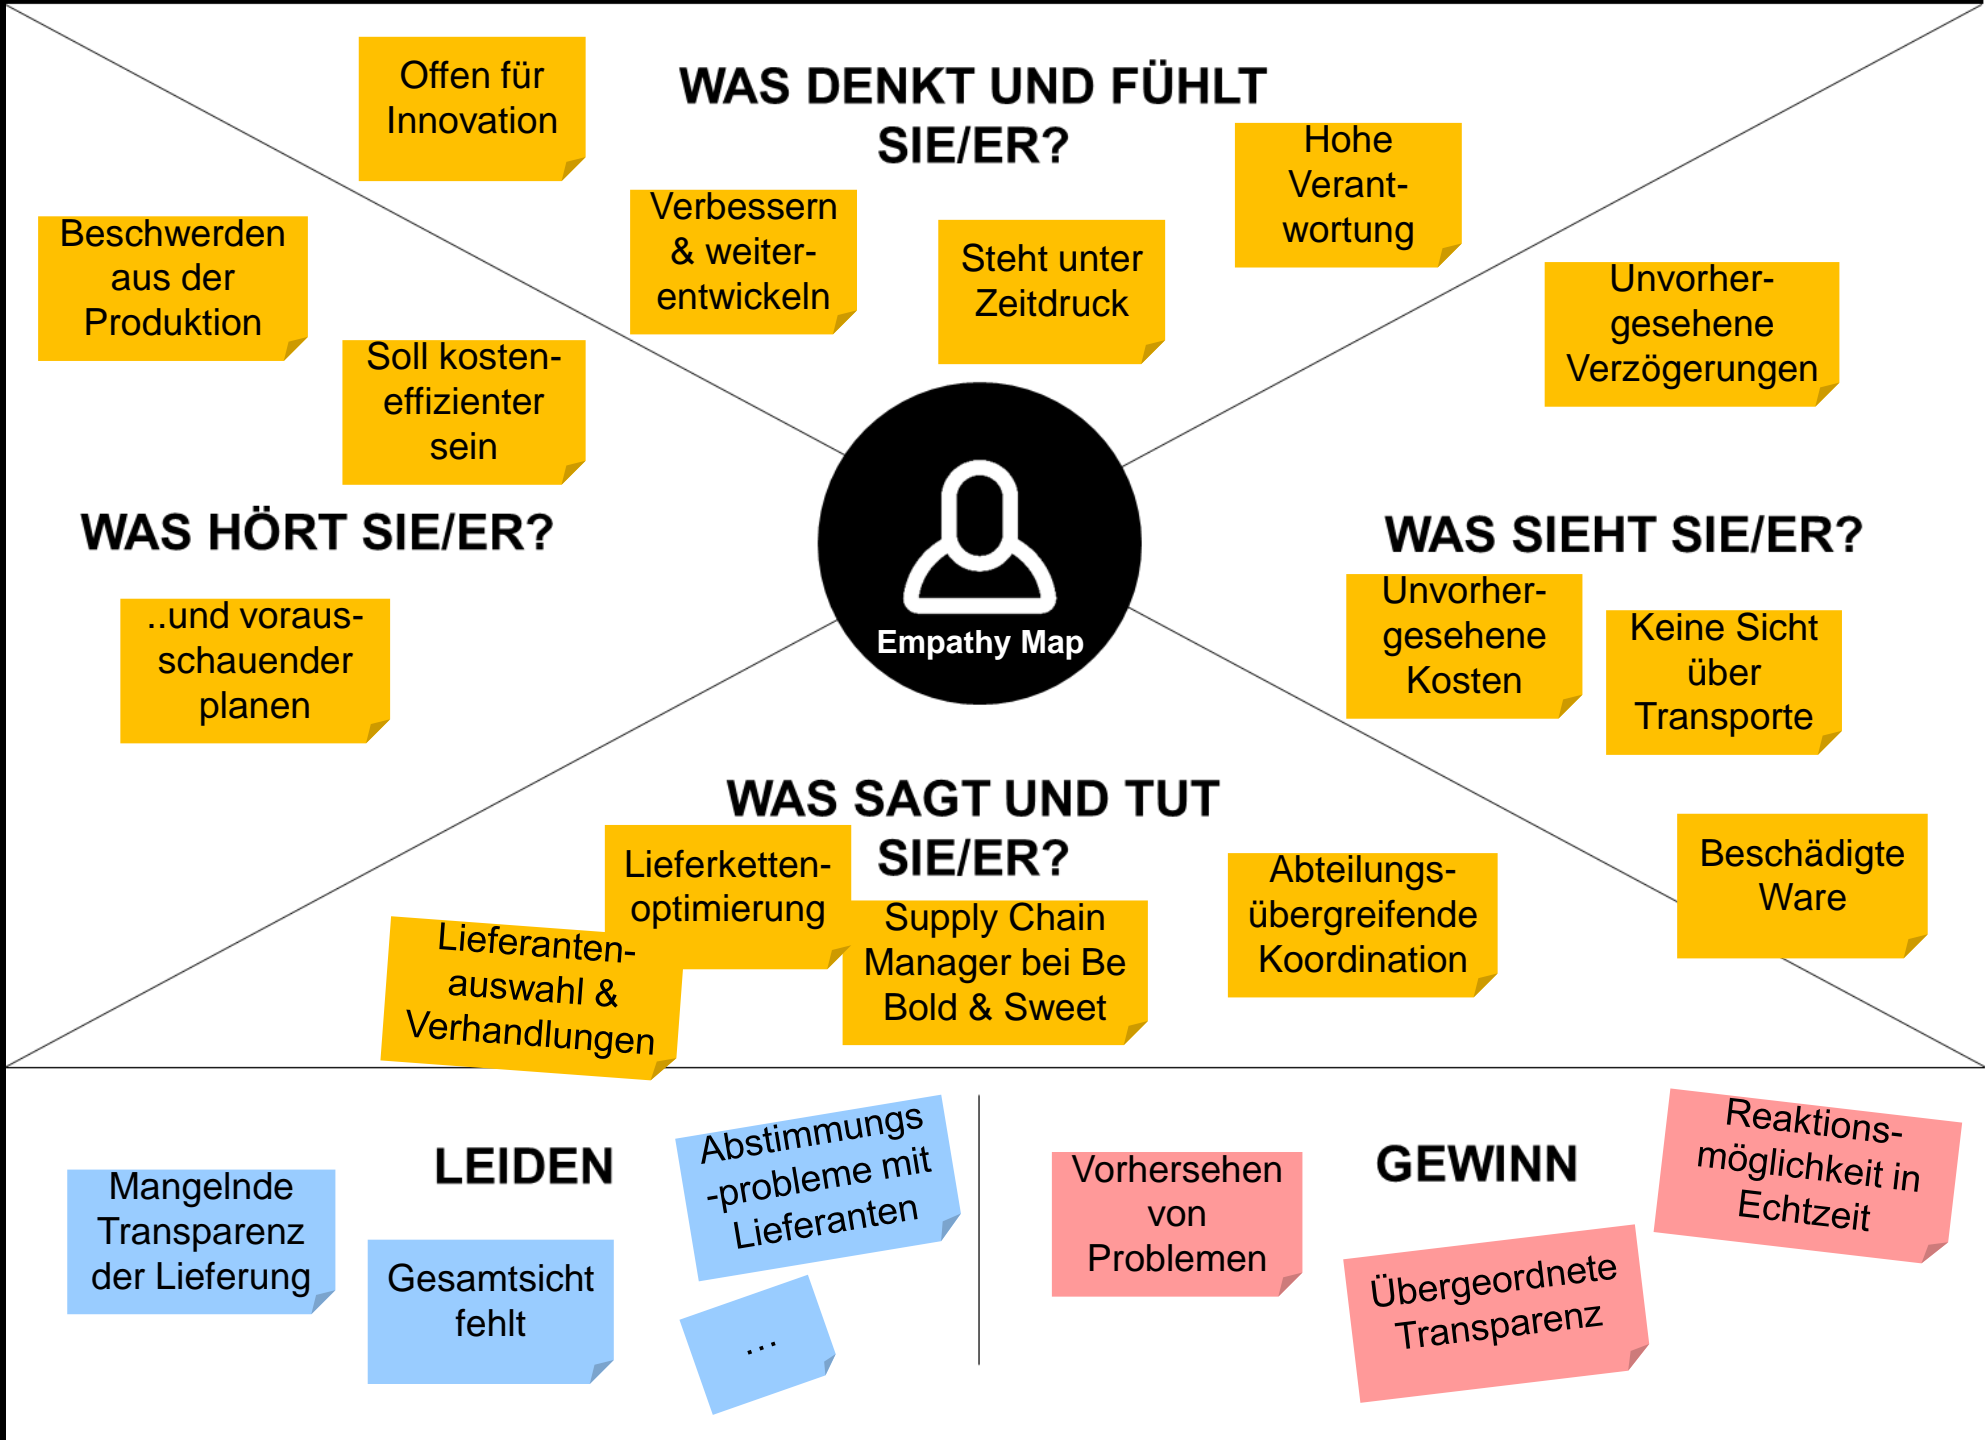 WAS DENKT UND FÜHLT
SIE/ER?
Offen für
Innovation
Verbessern
& weiter-
entwickeln
Steht unter
Zeitdruck
Hohe
Verant-
wortung
Beschwerden
aus der
Produktion
Soll kosten-
effizienter
sein
WAS HÖRT SIE/ER?
..und voraus-
schauender
planen
Empathy Map
Unvorher-
gesehene
Verzögerungen
WAS SIEHT SIE/ER?
Unvorher-
gesehene
Kosten
Keine Sicht
über
Transporte
Beschädigte
Ware
WAS SAGT UND TUT
SIE/ER?
Lieferanten-
auswahl &
Verhandlungen
Lieferketten-
optimierung
Supply Chain
Manager bei Be
Bold & Sweet
Abteilungs-
übergreifende
Koordination
LEIDEN
Mangelnde
Transparenz
der Lieferung
Gesamtsicht
fehlt
Abstimmungs
-probleme mit
Lieferanten
…
GEWINN
Vorhersehen
von
Problemen
Übergeordnete
Transparenz
Reaktions-
möglichkeit in
Echtzeit